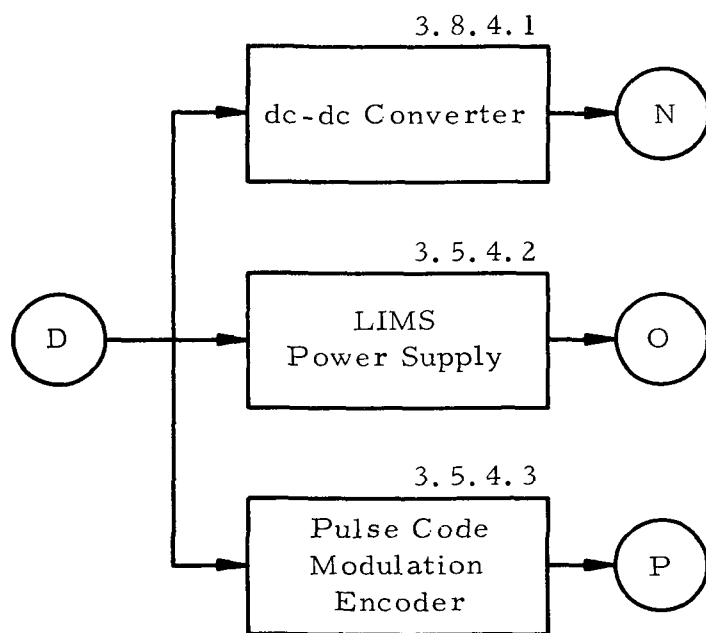 3.8.4.1
dc-dc Converter
N
3.5.4.2
D
LIMS
Power Supply
O
3.5.4.3
Pulse Code
Modulation
Encoder
P